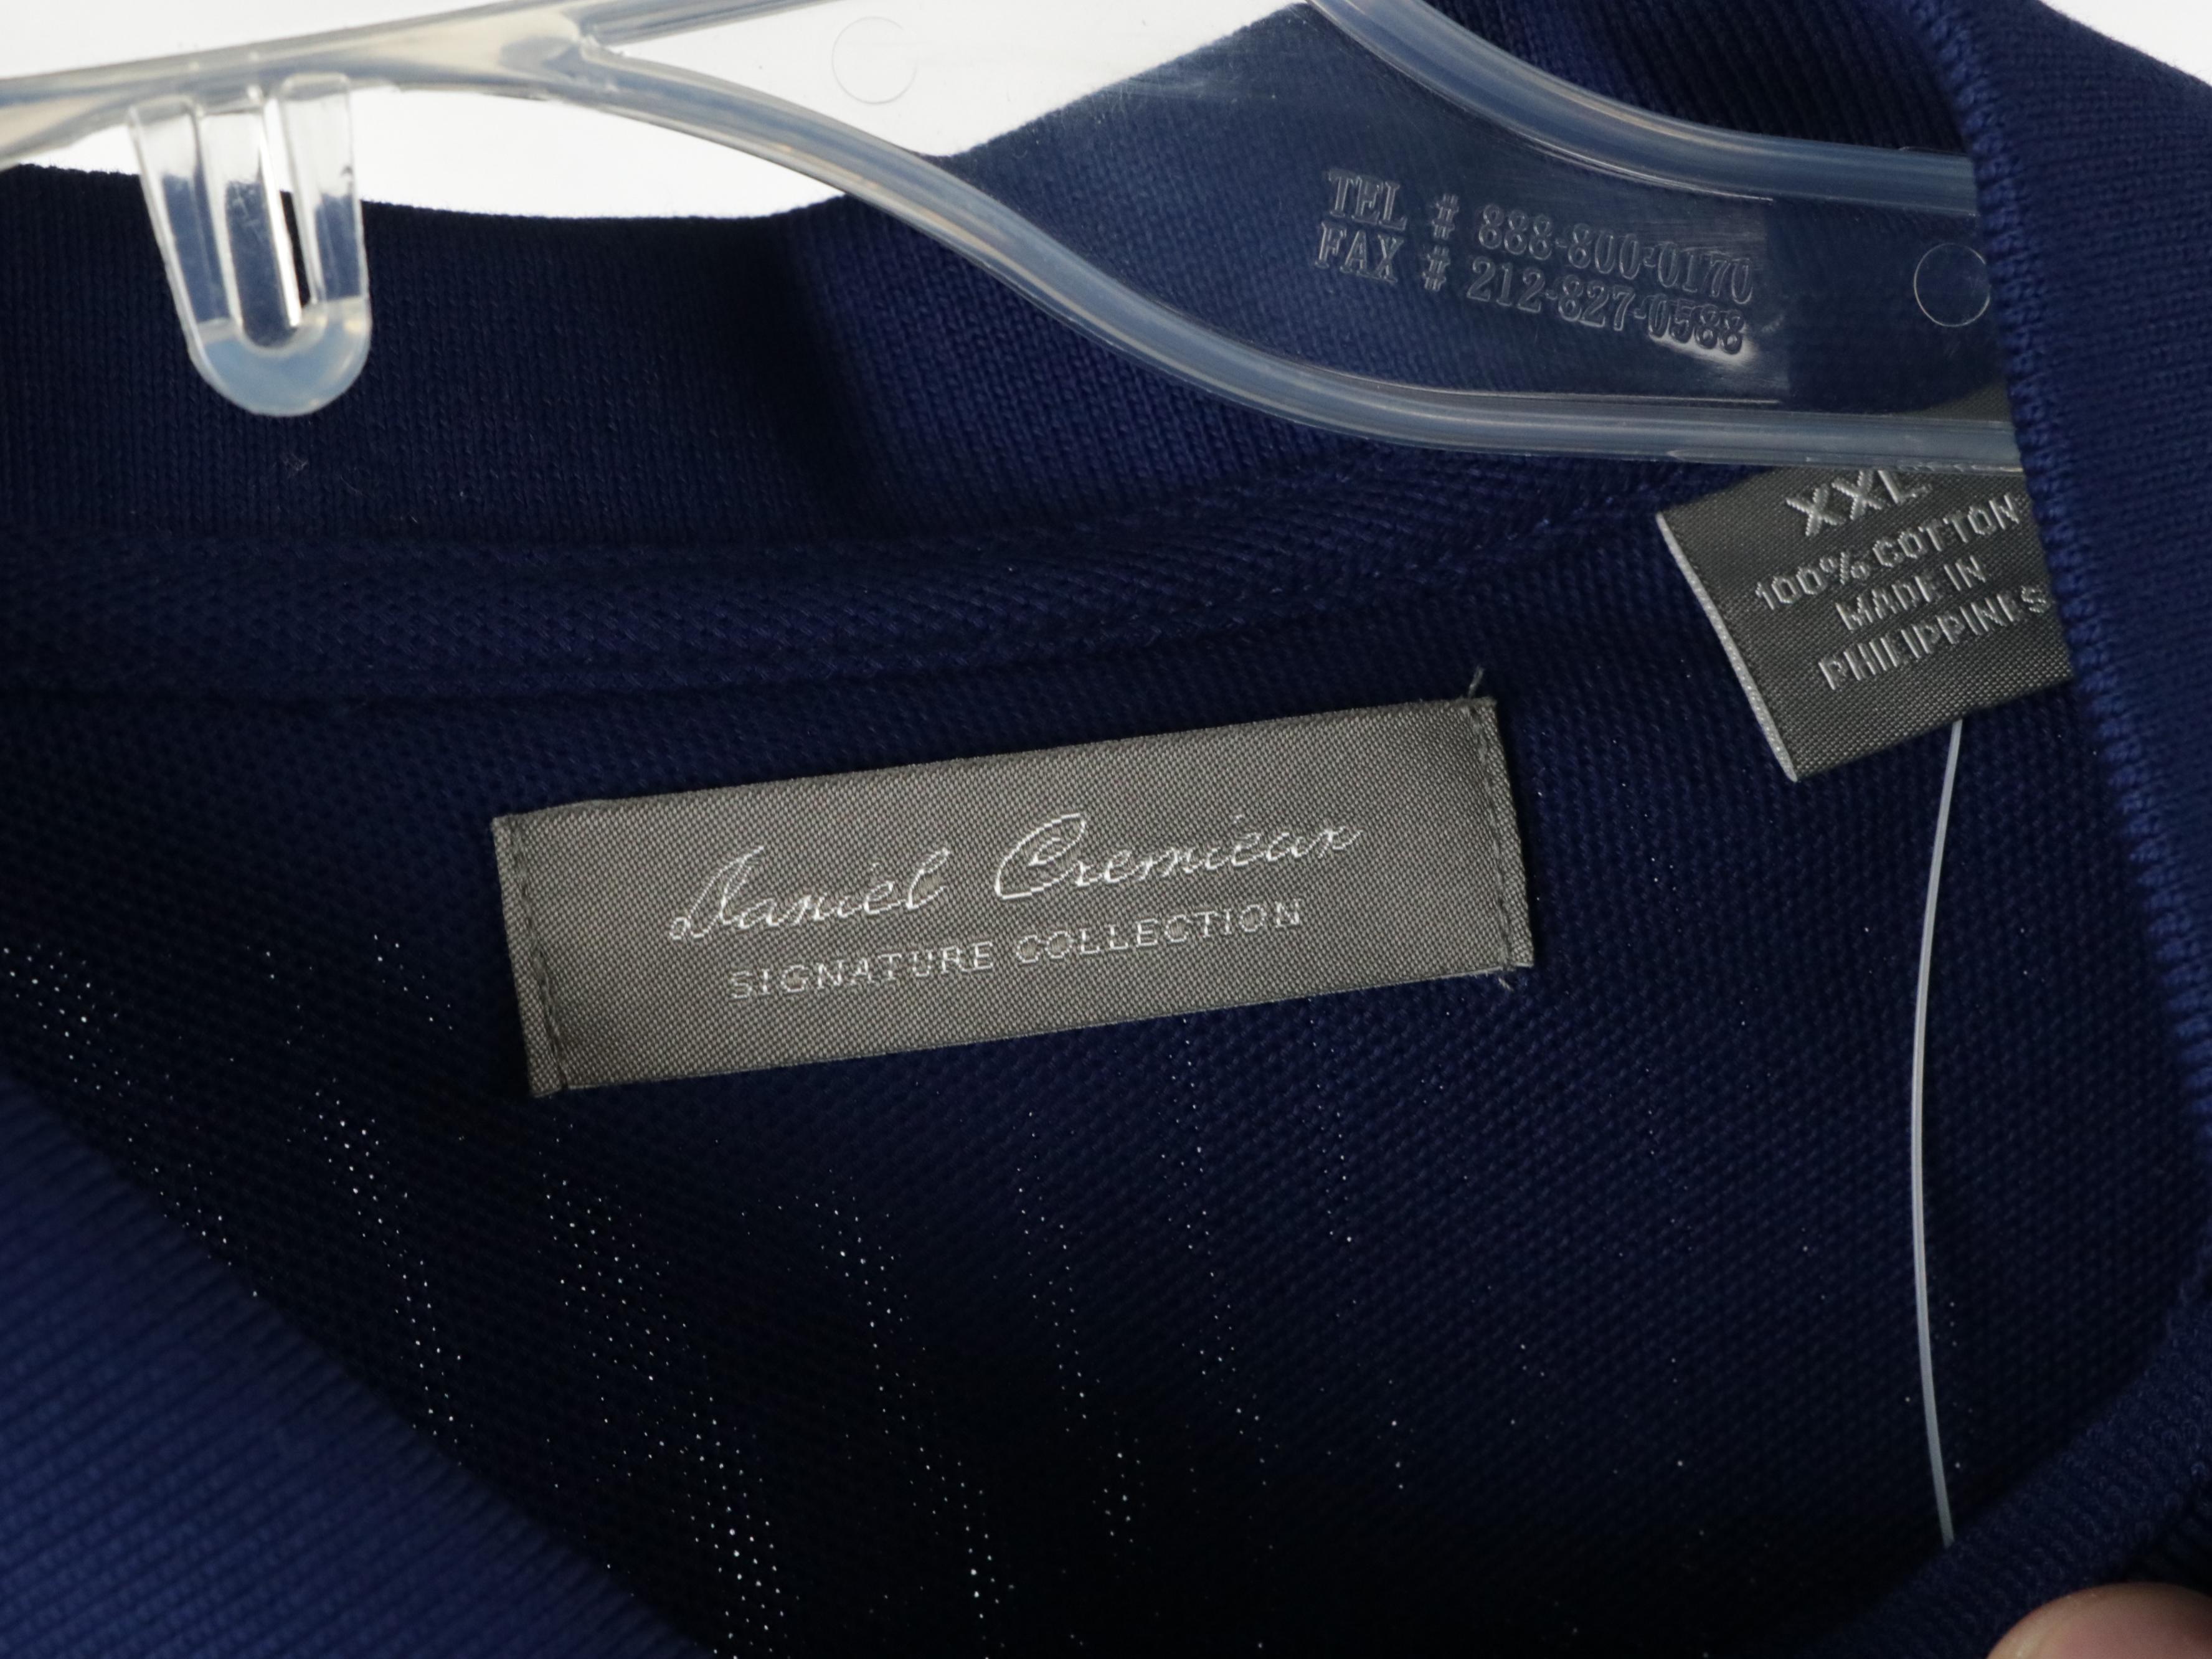 TEL # 888-800-0170
FAX # 212-827-0588
XXL
100% COTTON
MADE IN
PHILIPPINES
Daniel Cremieux
SIGNATURE COLLECTION